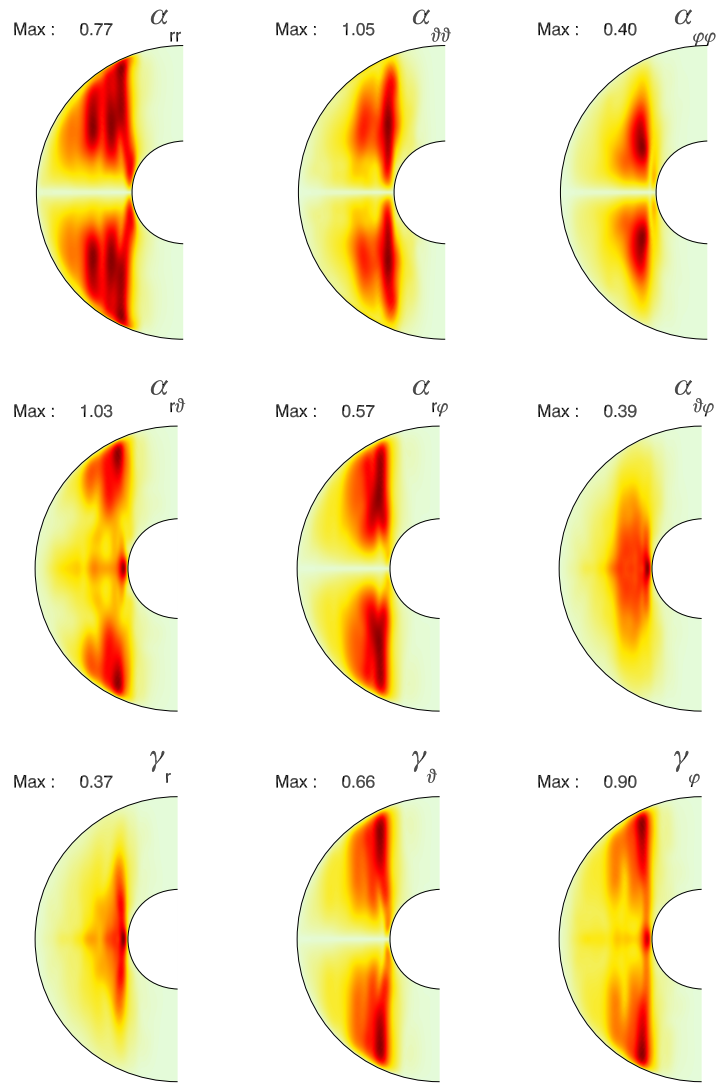 Max : 0.77 α rr
Max : 1.05 α ϑϑ
Max : 0.40 α φφ
Max : 1.03 α rϑ
Max : 0.57 α rφ
Max : 0.39 α ϑφ
Max : 0.37 γ r
Max : 0.66 γ ϑ
Max : 0.90 γ φ